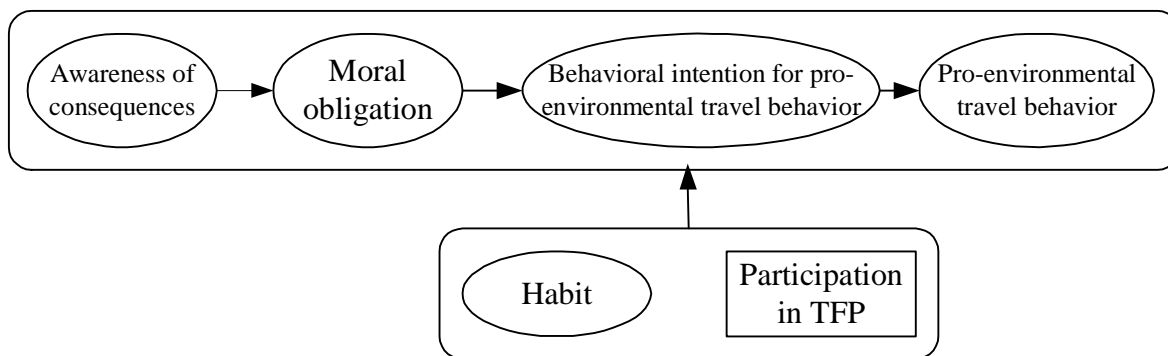 Awareness of
consequences
Moral
obligation
Behavioral intention for pro-
environmental travel behavior
Pro-environmental
travel behavior
Habit
Participation
in TFP